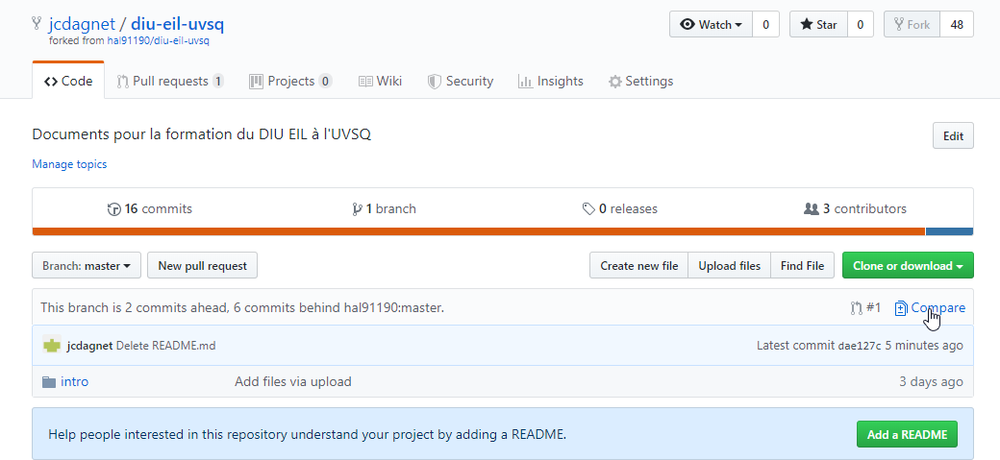 jcdagnet / diu-eil-uvsq
forked from hal91190/diu-eil-uvsq
Watch 0 Star 0 Fork 48
Code Pull requests 1 Projects 0 Wiki Security Insights Settings
Documents pour la formation du DIU EIL à l'UVSQ Edit
Manage topics
16 commits 1 branch 0 releases 3 contributors
Branch: master New pull request Create new file Upload files Find File Clone or download
This branch is 2 commits ahead, 6 commits behind hal91190:master. #1 Compare
jcdagnet Delete README.md Latest commit dae127c 5 minutes ago
intro Add files via upload 3 days ago
Help people interested in this repository understand your project by adding a README. Add a README